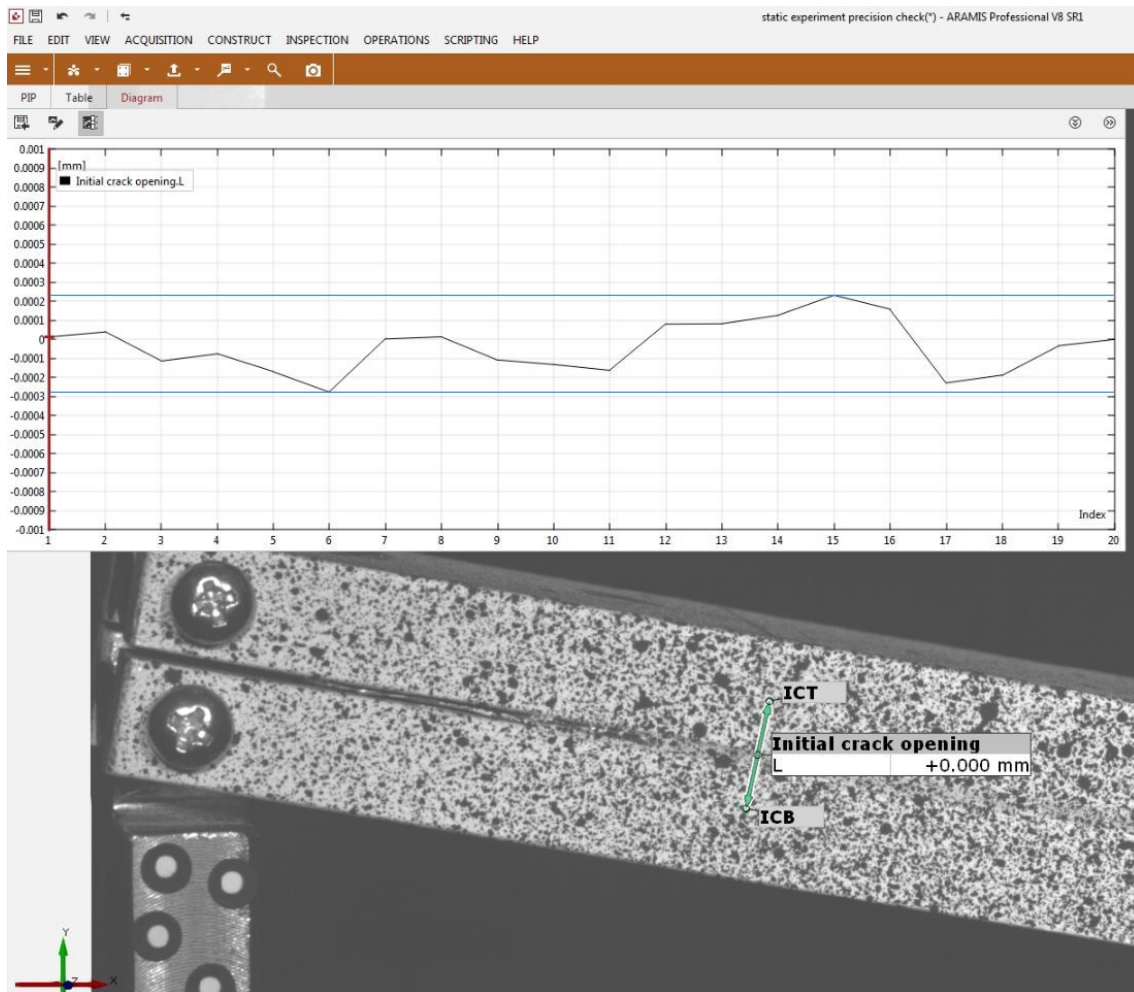 static experiment precision check(*) - ARAMIS Professional V8 SR1
FILE EDIT VIEW ACQUISITION CONSTRUCT INSPECTION OPERATIONS SCRIPTING HELP
PIP Table Diagram
0.001
[mm]
0.0009
Initial crack opening.L
0.0008
0.0007
0.0006
0.0005
0.0004
0.0003
0.0002
0.0001
0
-0.0001
-0.0002
-0.0003
-0.0004
-0.0005
-0.0006
-0.0007
-0.0008
-0.0009
Index
-0.001
1 2 3 4 5 6 7 8 9 10 11 12 13 14 15 16 17 18 19 20
ICT
Initial crack opening
L +0.000 mm
ICB
Y
Z X